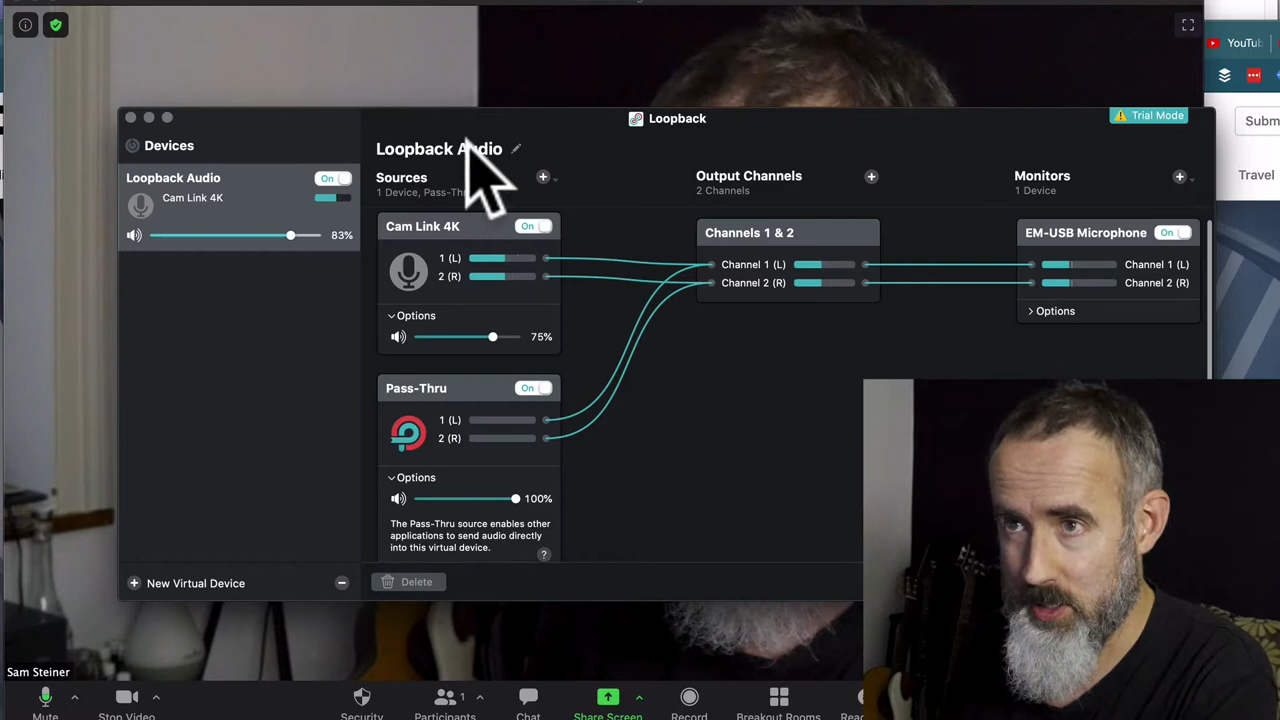 YouTu
Loopback
Trial Mode
Subm
Devices
Loopback Audio
Sources
Output Channels
Monitors
1 Device, Pass-Thr
2 Channels
1 Device
Travel
Loopback Audio
On
Cam Link 4K
83%
Cam Link 4K
On
1 (L)
2 (R)
Options
75%
Channels 1 & 2
Channel 1 (L)
Channel 2 (R)
EM-USB Microphone
On
Channel 1 (L)
Channel 2 (R)
Options
Pass-Thru
On
1 (L)
2 (R)
Options
100%
The Pass-Thru source enables other
applications to send audio directly
into this virtual device.
?
New Virtual Device
Delete
Sam Steiner
Mute
Stop Video
Security
Participants
1
Chat
Share Screen
Record
Breakout Rooms
Rea